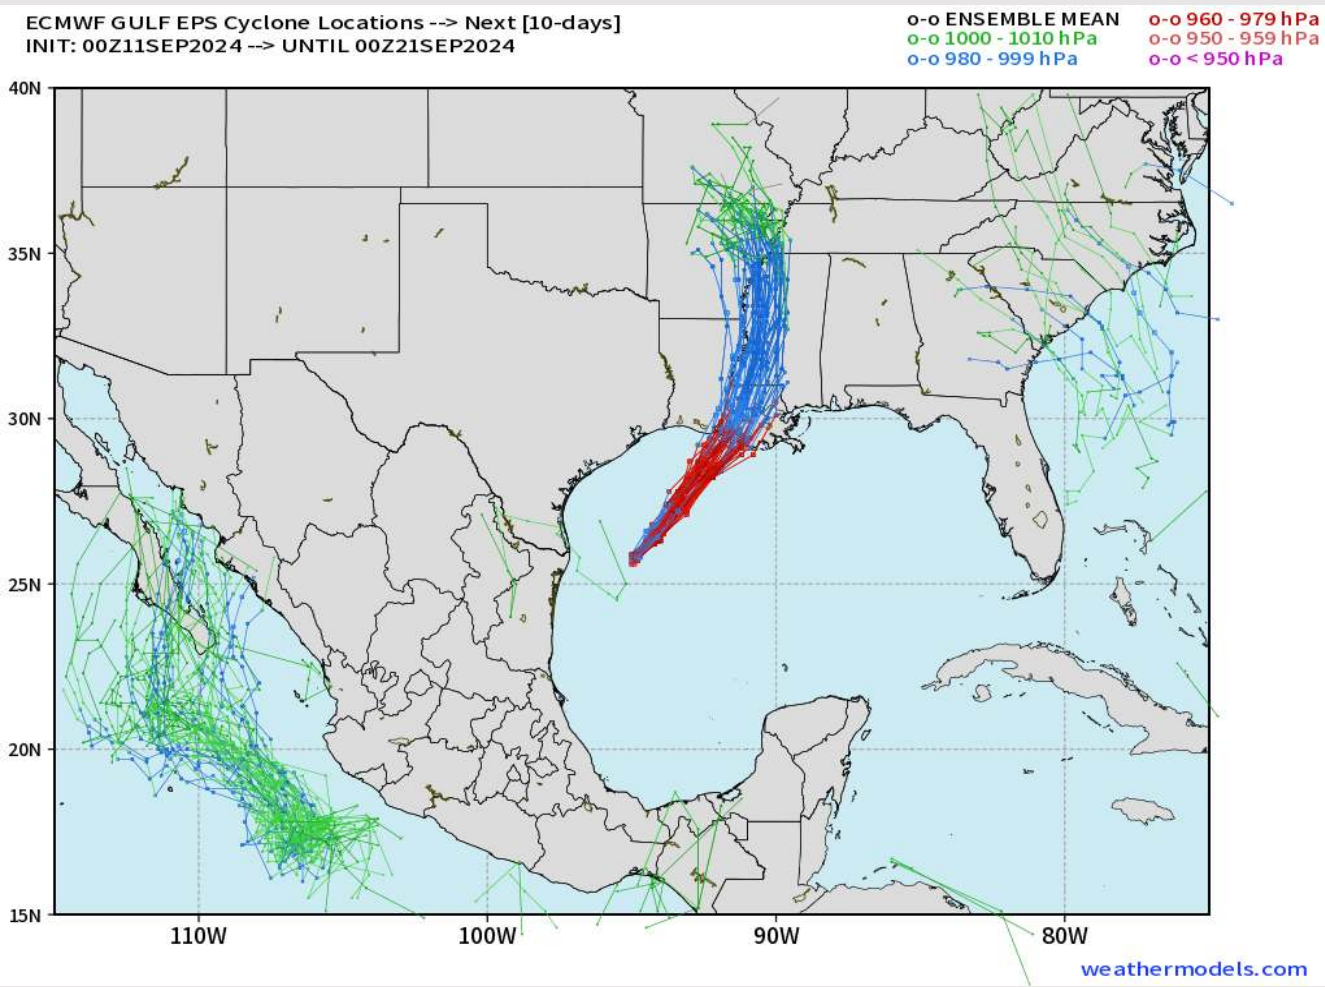 ECMWF GULF EPS Cyclone Locations --> Next [10-days]
INIT: 00Z11SEP2024 --> UNTIL 00Z21SEP2024
o-o ENSEMBLE MEAN
o-o 1000 - 1010 hPa
o-o 980 - 999 hPa
o-o 960 - 979 hPa
o-o 950 - 959 hPa
o-o < 950 hPa
40N
35N
30N
25N
20N
15N
110W
100W
90W
80W
weathermodels.com